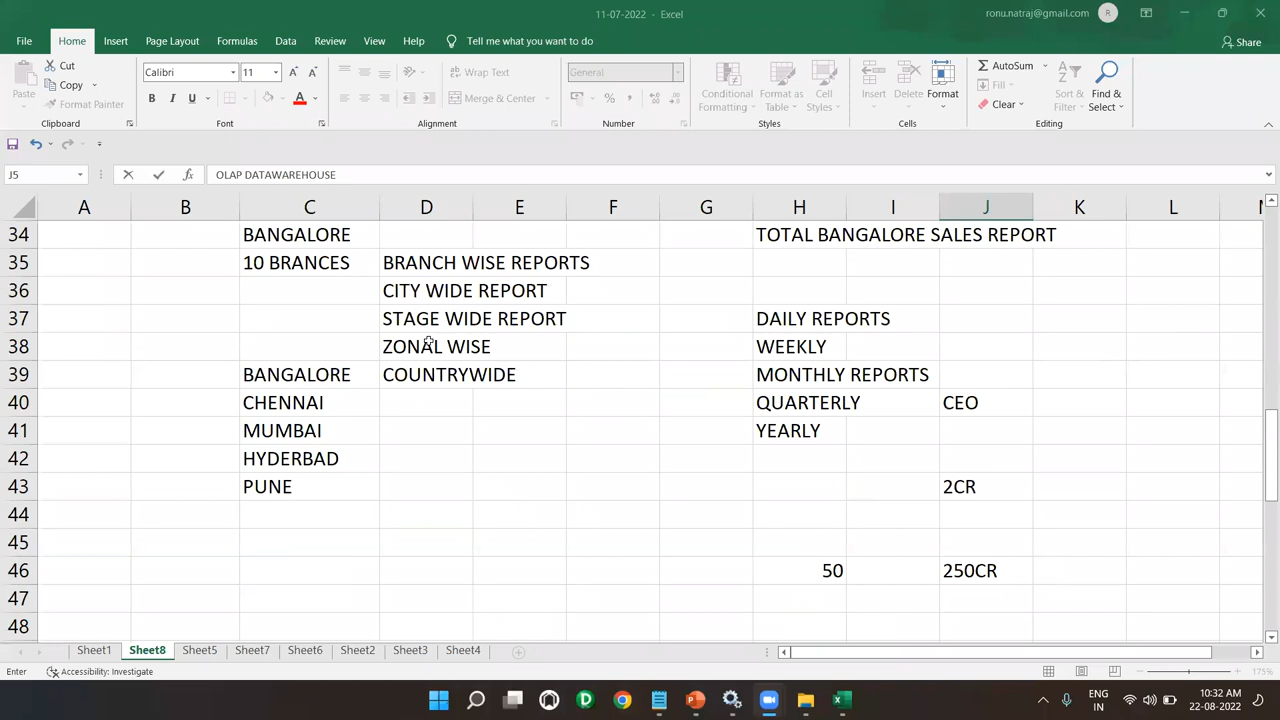 11-07-2022 - Excel
ronu.natraj@gmail.com
R
File Home Insert Page Layout Formulas Data Review View Help Tell me what you want to do Share
Paste
Cut
Copy
Format Painter
Clipboard
Calibri 11
B I U A
Font
Wrap Text
Merge & Center
Alignment
General
%
Number
Conditional Formatting
Format as Table
Cell Styles
Styles
Insert Delete Format
Cells
AutoSum
Fill
Clear
Sort & Filter
Find & Select
Editing
J5 fx OLAP DATAWAREHOUSE
A B C D E F G H I J K L M
34 BANGALORE TOTAL BANGALORE SALES REPORT
35 10 BRANCES BRANCH WISE REPORTS
36 CITY WIDE REPORT
37 STAGE WIDE REPORT DAILY REPORTS
38 ZONAL WISE WEEKLY
39 BANGALORE COUNTRYWIDE MONTHLY REPORTS
40 CHENNAI QUARTERLY CEO
41 MUMBAI YEARLY
42 HYDERBAD
43 PUNE 2CR
44
45
46 50 250CR
47
48
Sheet1 Sheet8 Sheet5 Sheet7 Sheet6 Sheet2 Sheet3 Sheet4
Enter Accessibility: Investigate 175%
ENG
IN
10:32 AM
22-08-2022